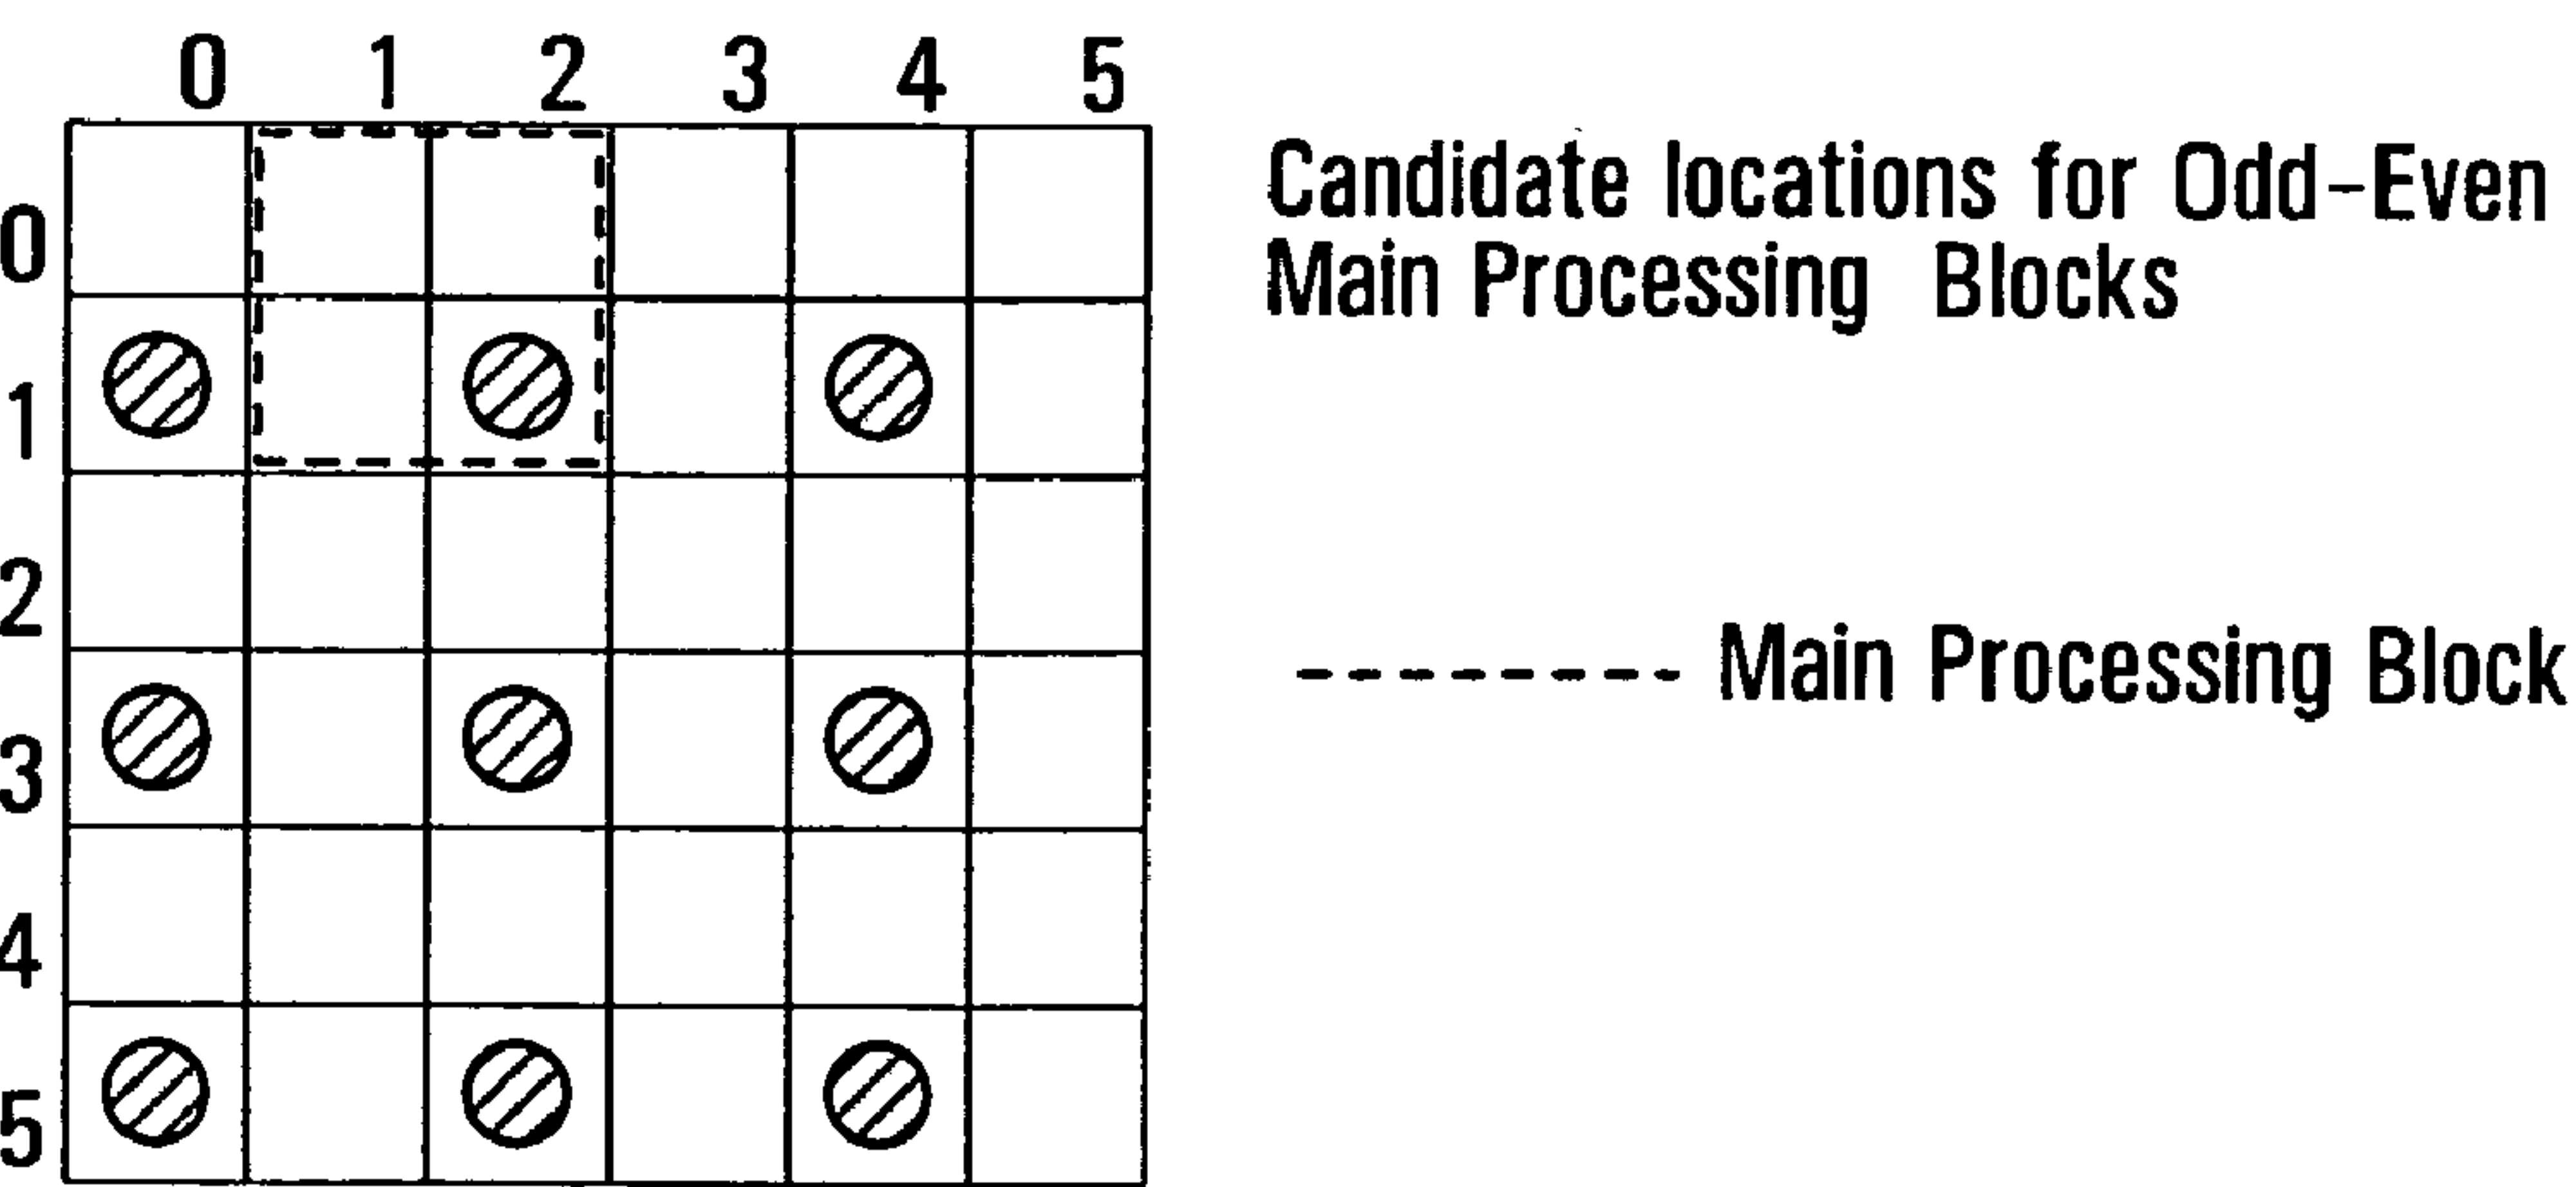 0 1 2 3 4 5
Candidate locations for Odd-Even
0
Main Processing Blocks
1
2
Main Processing Block
3
4
5